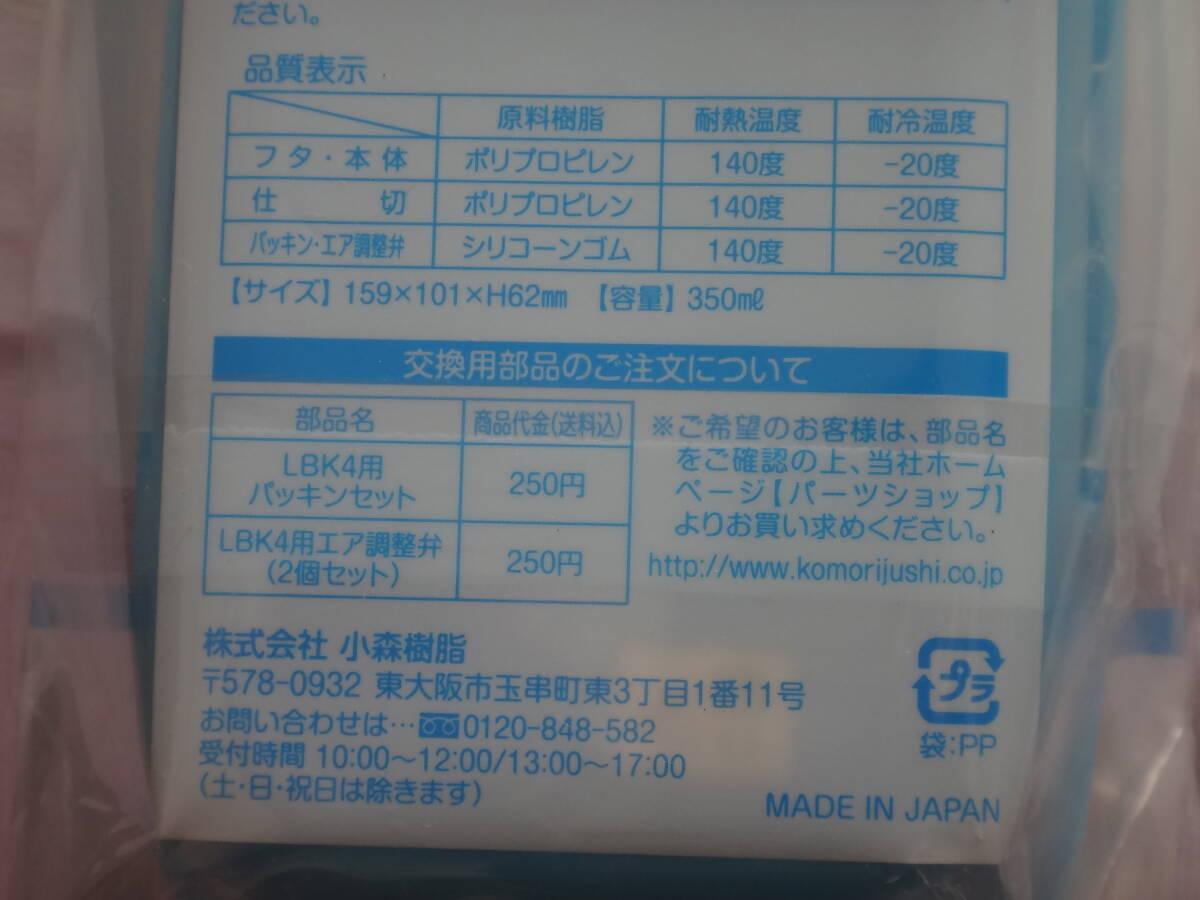 ださい。
品質表示
原料樹脂 耐熱温度 耐冷温度
フタ・本体 ポリプロピレン 140度 -20度
仕切 ポリプロピレン 140度 -20度
パッキン・エア調整弁 シリコーンゴム 140度 -20度
【サイズ】159×101×H62㎜ 【容量】350㎖
交換用部品のご注文について
部品名 商品代金(送料込)
LBK4用
パッキンセット 250円
LBK4用エア調整弁
(2個セット) 250円
※ご希望のお客様は、部品名
をご確認の上、当社ホーム
ページ【パーツショップ】
よりお買い求めください。
http://www.komorijushi.co.jp
株式会社 小森樹脂
〒578-0932 東大阪市玉串町東3丁目1番11号
お問い合わせは…0120-848-582
受付時間 10:00～12:00/13:00～17:00
(土・日・祝日は除きます)
プラ
袋:PP
MADE IN JAPAN